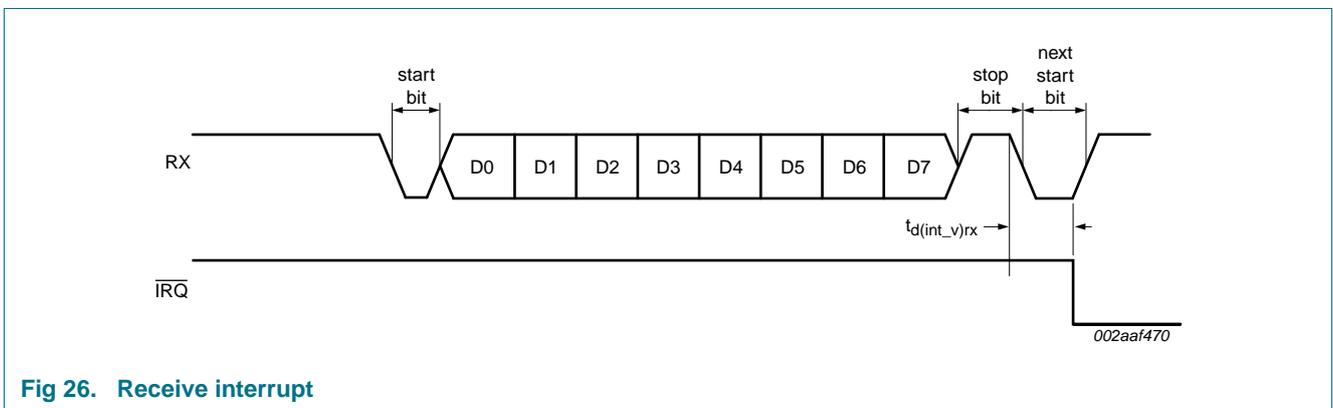 start
bit
stop
bit
next
start
bit
RX
D0 D1 D2 D3 D4 D5 D6 D7
td(int_v)rx
IRQ
002aaf470
Fig 26. Receive interrupt